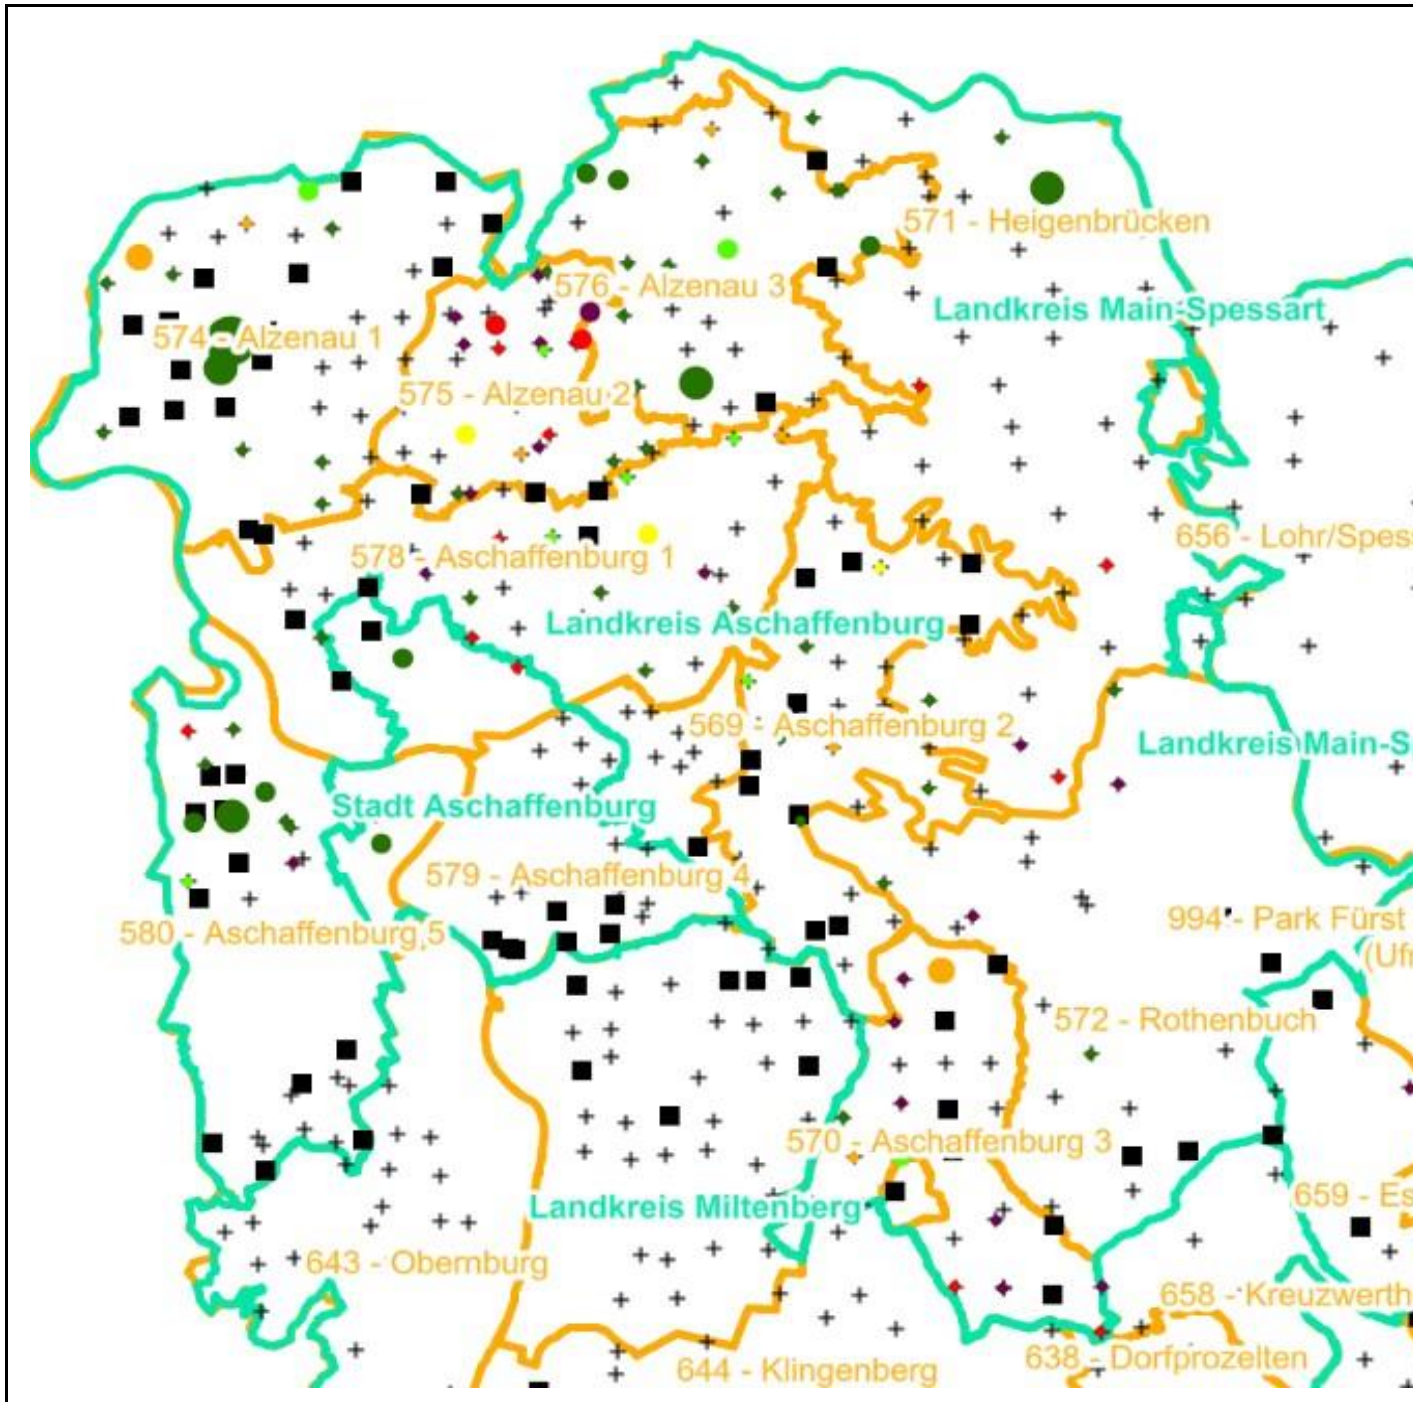 571 - Heigenbrücken
576 - Alzenau 3
Landkreis Main-Spessart
574 - Alzenau 1
575 - Alzenau 2
656 - Lohr/Spess
578 - Aschaffenburg 1
Landkreis Aschaffenburg
569 - Aschaffenburg 2
Landkreis Main-S
Stadt Aschaffenburg
579 - Aschaffenburg 4
994 - Park Fürst
(Ufr
580 - Aschaffenburg 5
572 - Rothenbuch
570 - Aschaffenburg 3
659 - Es
Landkreis Miltenberg
643 - Obernburg
658 - Kreuzwerth
638 - Dorfprozelten
644 - Klingenberg